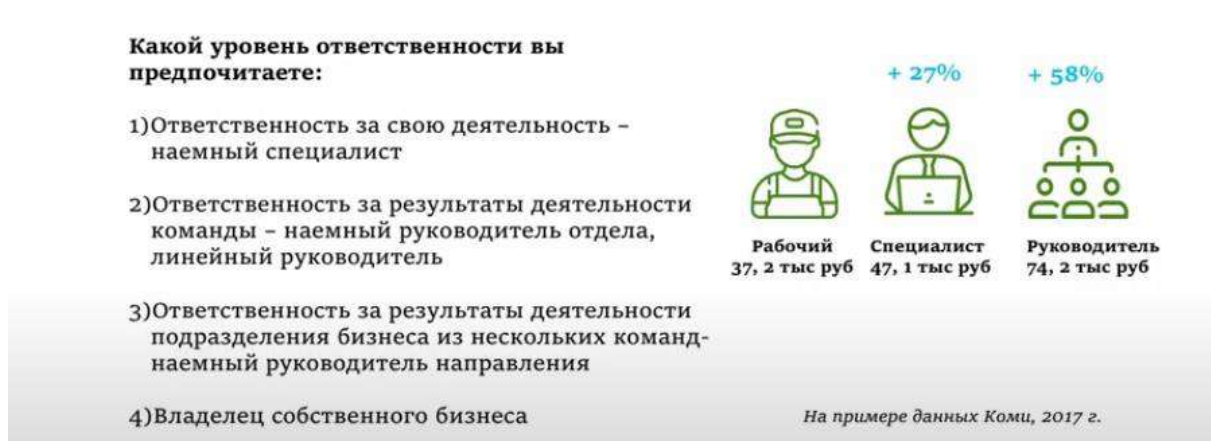 Какой уровень ответственности вы
предпочитаете:
1)Ответственность за свою деятельность –
наемный специалист
2)Ответственность за результаты деятельности
команды – наемный руководитель отдела,
линейный руководитель
3)Ответственность за результаты деятельности
подразделения бизнеса из нескольких команд-
наемный руководитель направления
4)Владелец собственного бизнеса
+ 27%
+ 58%
Рабочий
37, 2 тыс руб
Специалист
47, 1 тыс руб
Руководитель
74, 2 тыс руб
На примере данных Коми, 2017 г.